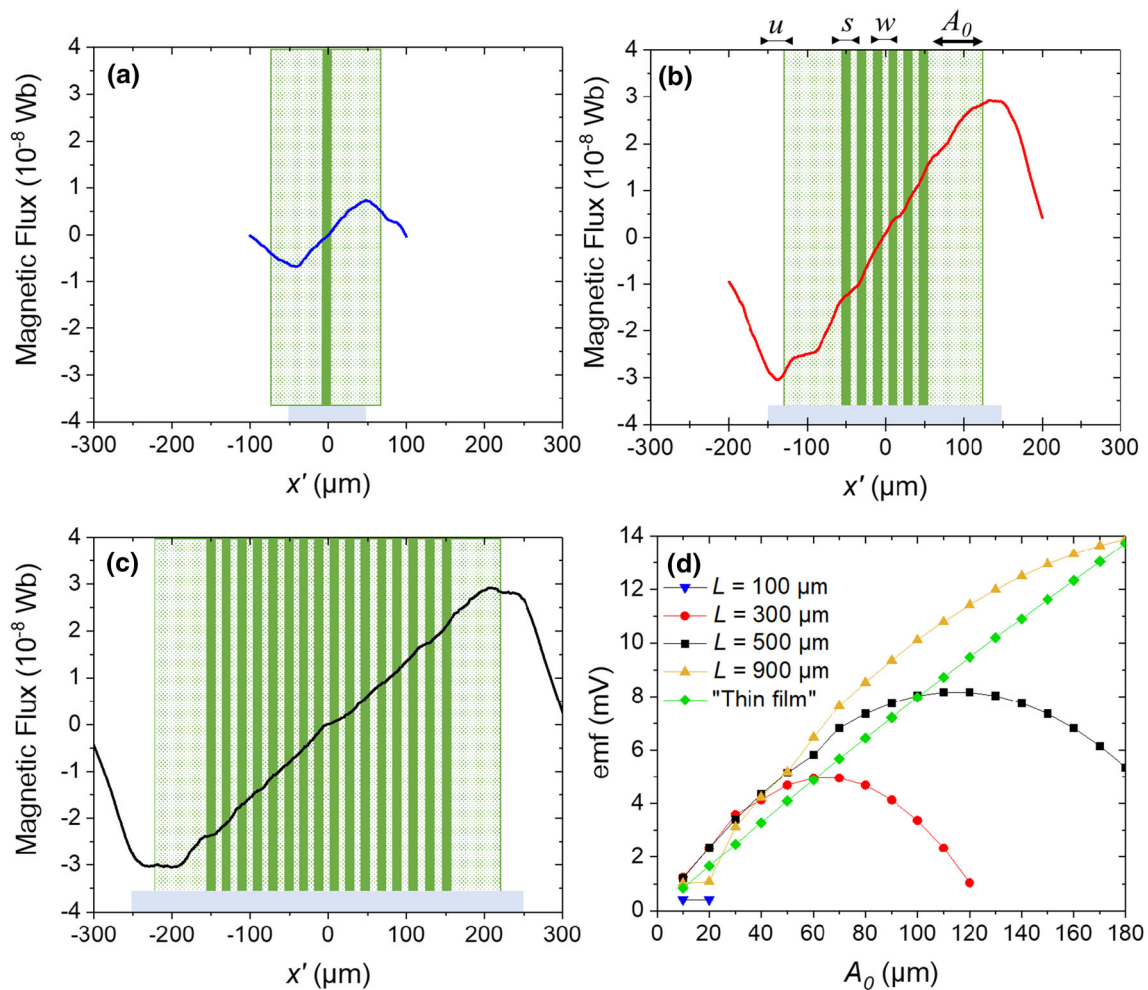 (a)
Magnetic Flux (10⁻⁸ Wb)
4
3
2
1
0
-1
-2
-3
-4
-300 -200 -100 0 100 200 300
x' (μm)
u s w A₀
(b)
Magnetic Flux (10⁻⁸ Wb)
4
3
2
1
0
-1
-2
-3
-4
-300 -200 -100 0 100 200 300
x' (μm)
(c)
Magnetic Flux (10⁻⁸ Wb)
4
3
2
1
0
-1
-2
-3
-4
-300 -200 -100 0 100 200 300
x' (μm)
(d)
L = 100 μm
L = 300 μm
L = 500 μm
L = 900 μm
"Thin film"
emf (mV)
14
12
10
8
6
4
2
0
0 20 40 60 80 100 120 140 160 180
A₀ (μm)